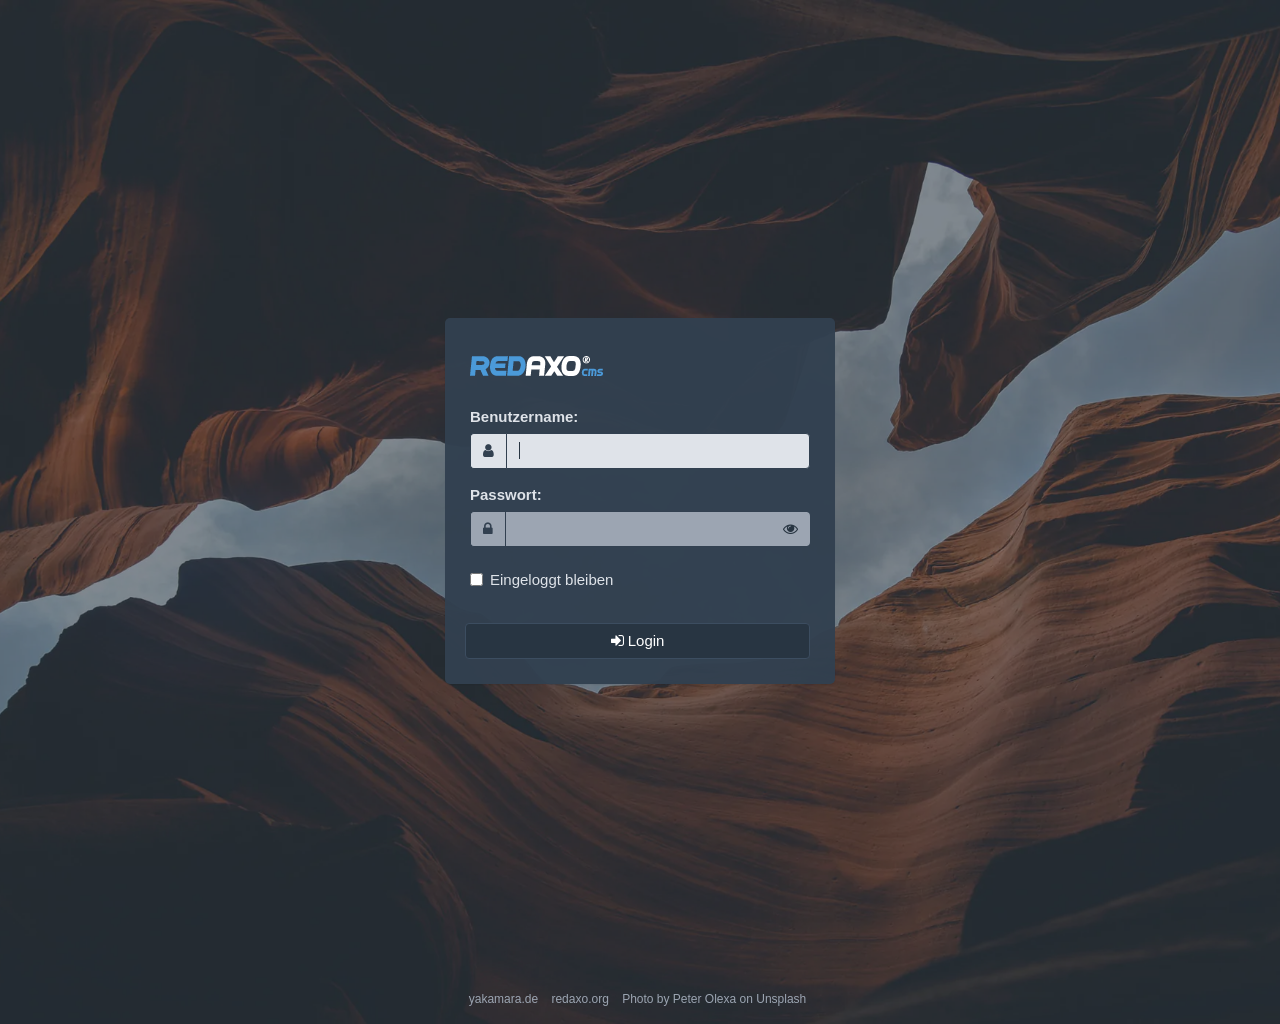 REDAXO® cms
Benutzername:
Passwort:
Eingeloggt bleiben
Login
yakamara.de redaxo.org Photo by Peter Olexa on Unsplash